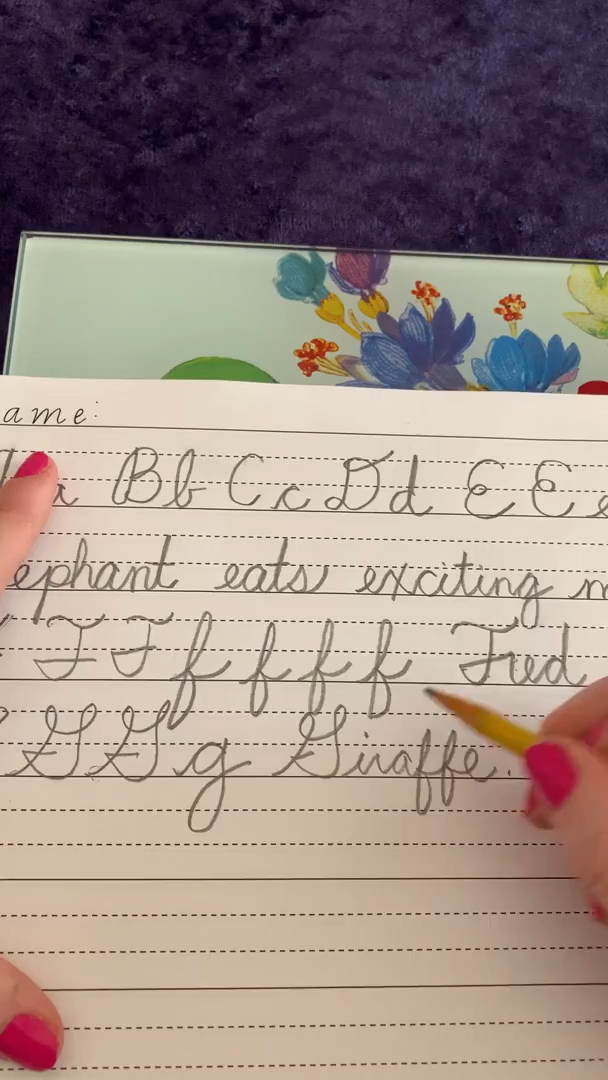 ame:
a Bb Cc Dd E E e
ephant eats exciting m
F F f f f f Fred
G G g Giraffe.